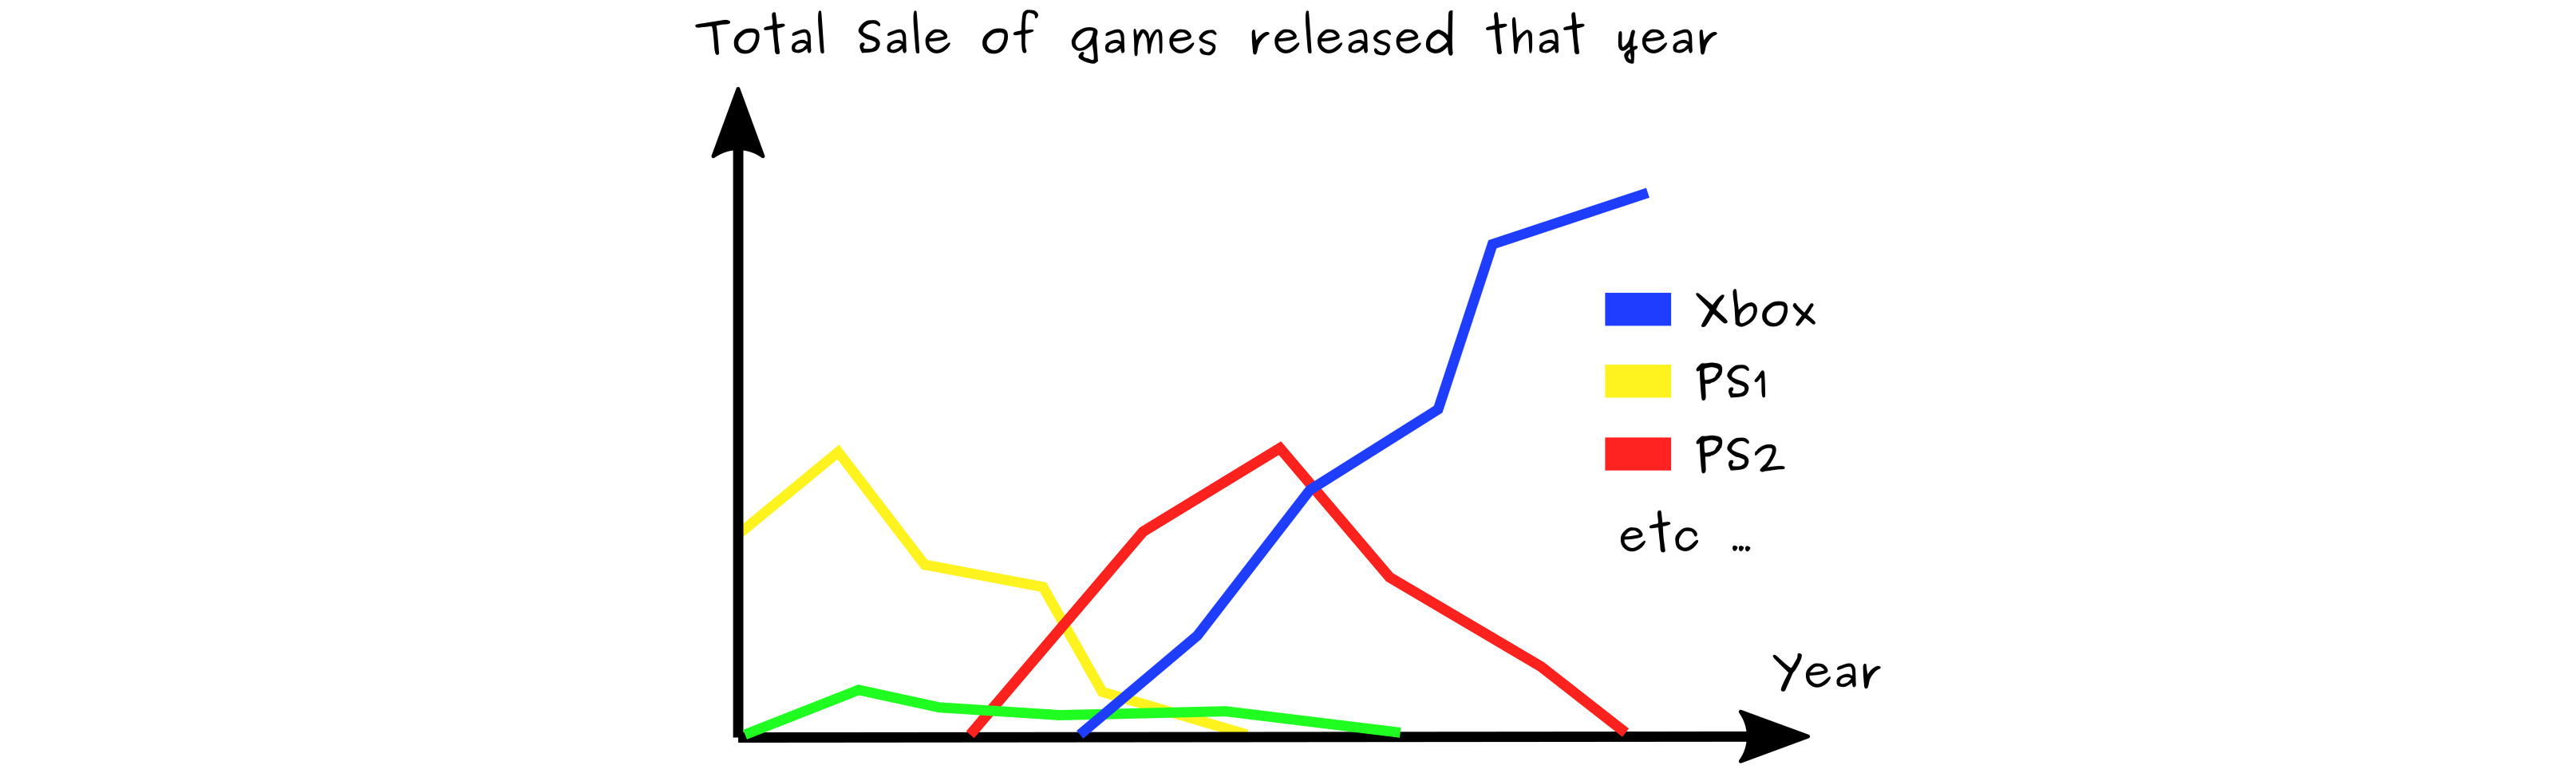 Total Sale of games released that year
Xbox
PS1
PS2
etc ...
Year